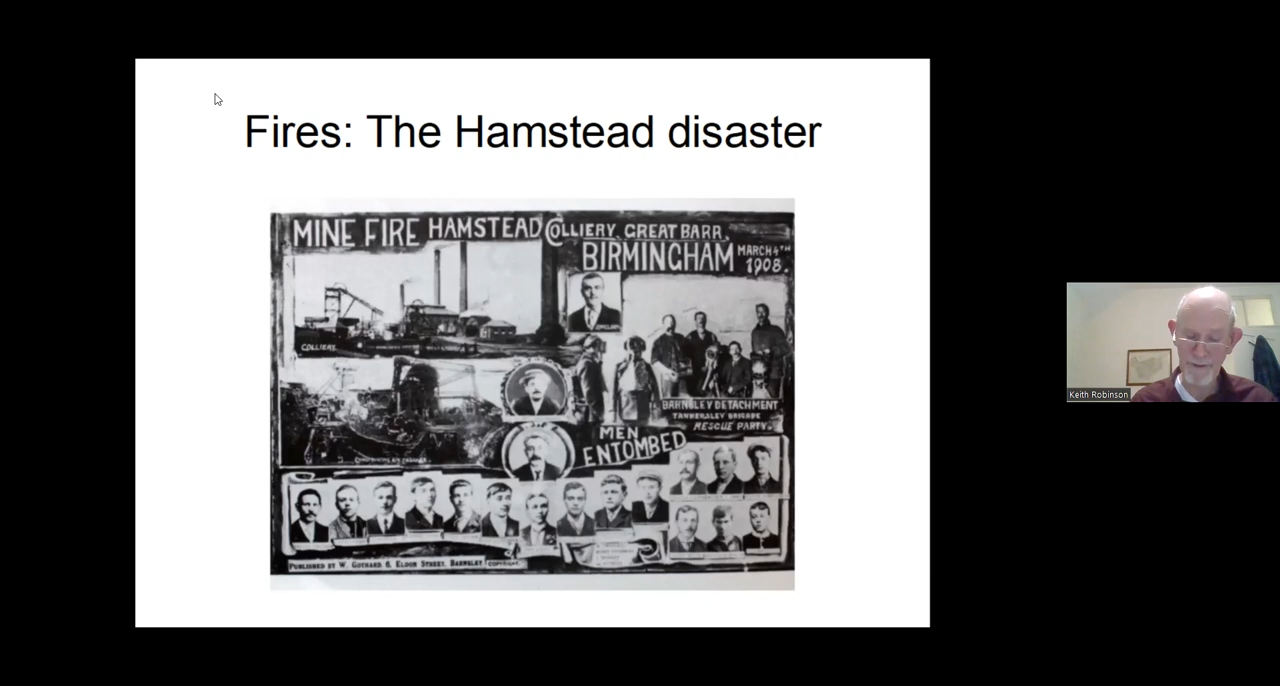 Fires: The Hamstead disaster
MINE FIRE HAMSTEAD COLLIERY, GREAT BARR,
BIRMINGHAM MARCH 4TH
1908.
COLLIERY.
BARNSLEY DETACHMENT
TANKERSLEY BRIGADE
RESCUE PARTY.
MEN
ENTOMBED
PUBLISHED BY W. GOTHARD. 6, ELDON STREET, BARNSLEY. COPYRIGHT.
Keith Robinson